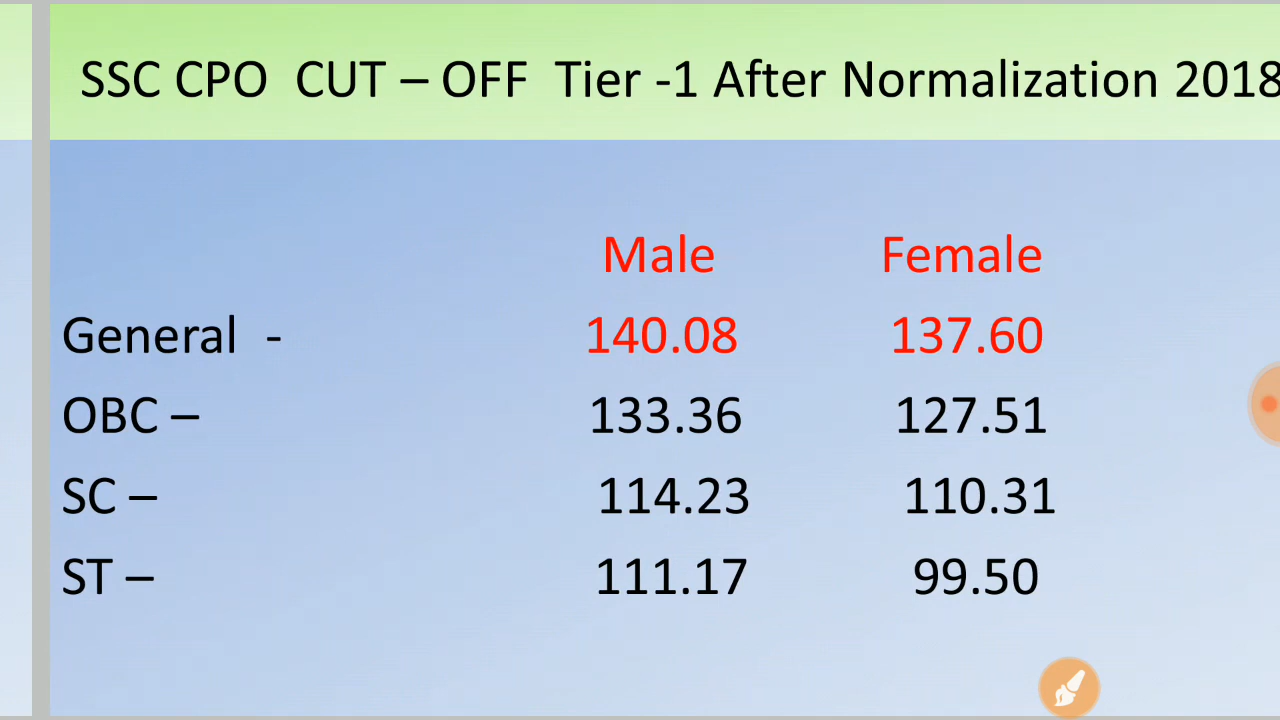 SSC CPO CUT – OFF Tier -1 After Normalization 2018
Male Female
General - 140.08 137.60
OBC – 133.36 127.51
SC – 114.23 110.31
ST – 111.17 99.50